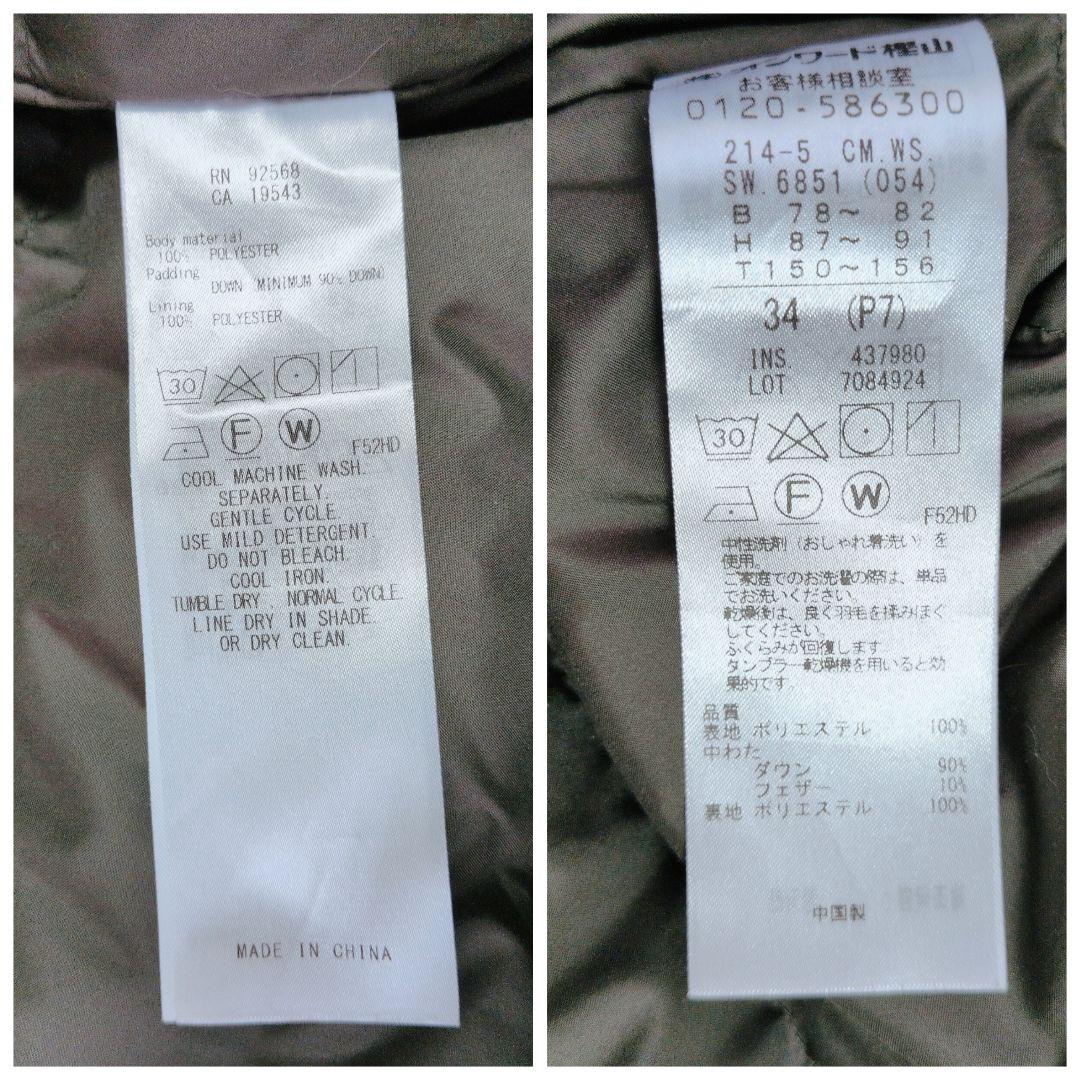 RN 92568
CA 19543
Body material
100% POLYESTER
Padding
DOWN (MINIMUM 90% DOWN)
Lining
100% POLYESTER
30
F W
F52HD
COOL MACHINE WASH.
SEPARATELY.
GENTLE CYCLE.
USE MILD DETERGENT.
DO NOT BLEACH.
COOL IRON.
TUMBLE DRY , NORMAL CYCLE.
LINE DRY IN SHADE.
OR DRY CLEAN.
MADE IN CHINA
オンワード樫山
お客様相談室
0120-586300
214-5 CM.WS.
SW.6851 (054)
B 78～ 82
H 87～ 91
T150～156
34 (P7)
INS. 437980
LOT 7084924
30
F W
F52HD
中性洗剤（おしゃれ着洗い）を
使用。
ご家庭でのお洗濯の際は、単品
でお洗いください。
乾燥後は、良く羽毛を揉みほぐ
してください。
ふくらみが回復します。
タンブラー乾燥機を用いると効
果的です。
品質
表地 ポリエステル 100%
中わた
ダウン 90%
フェザー 10%
裏地 ポリエステル 100%
中国製